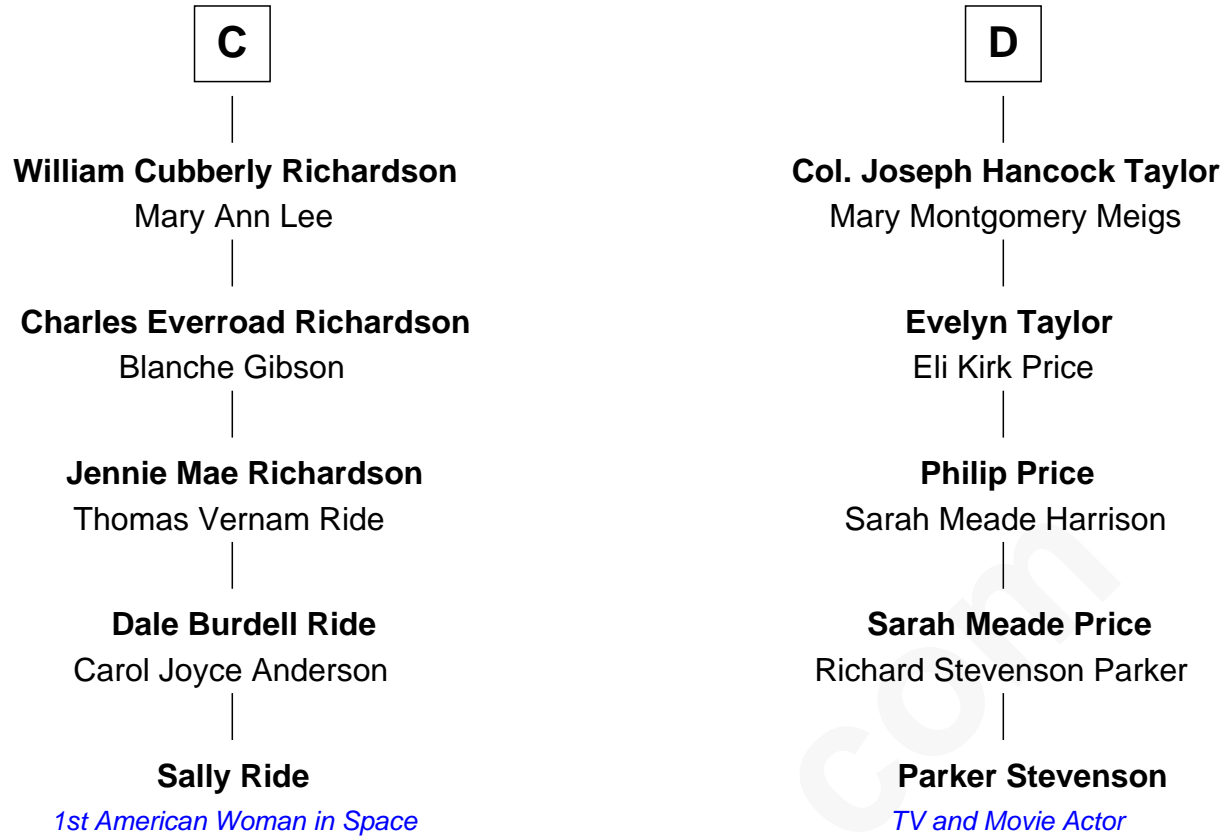 C
William Cubberly Richardson
Mary Ann Lee
Charles Everroad Richardson
Blanche Gibson
Jennie Mae Richardson
Thomas Vernam Ride
Dale Burdell Ride
Carol Joyce Anderson
Sally Ride
1st American Woman in Space
D
Col. Joseph Hancock Taylor
Mary Montgomery Meigs
Evelyn Taylor
Eli Kirk Price
Philip Price
Sarah Meade Harrison
Sarah Meade Price
Richard Stevenson Parker
Parker Stevenson
TV and Movie Actor
com